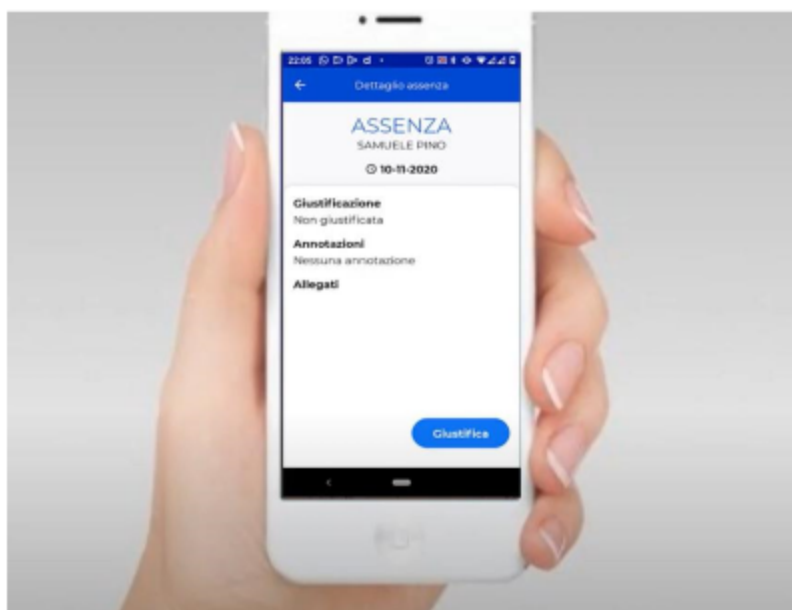 22:05
Dettaglio assenza
ASSENZA
SAMUELE PINO
10-11-2020
Giustificazione
Non giustificata
Annotazioni
Nessuna annotazione
Allegati
Giustifica